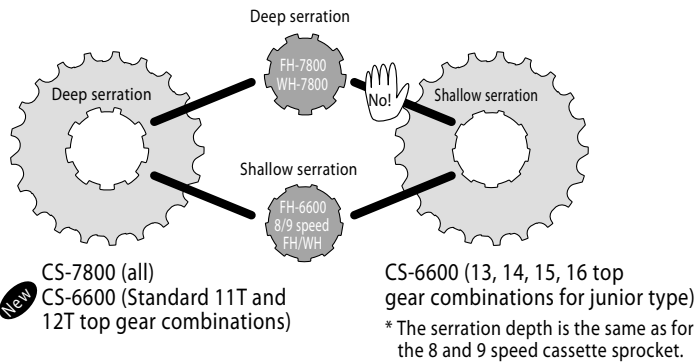 Deep serration
FH-7800
WH-7800
No!
Deep serration
Shallow serration
Shallow serration
FH-6600
8/9 speed
FH/WH
CS-7800 (all)
New
CS-6600 (Standard 11T and
12T top gear combinations)
CS-6600 (13, 14, 15, 16 top
gear combinations for junior type)
* The serration depth is the same as for
the 8 and 9 speed cassette sprocket.